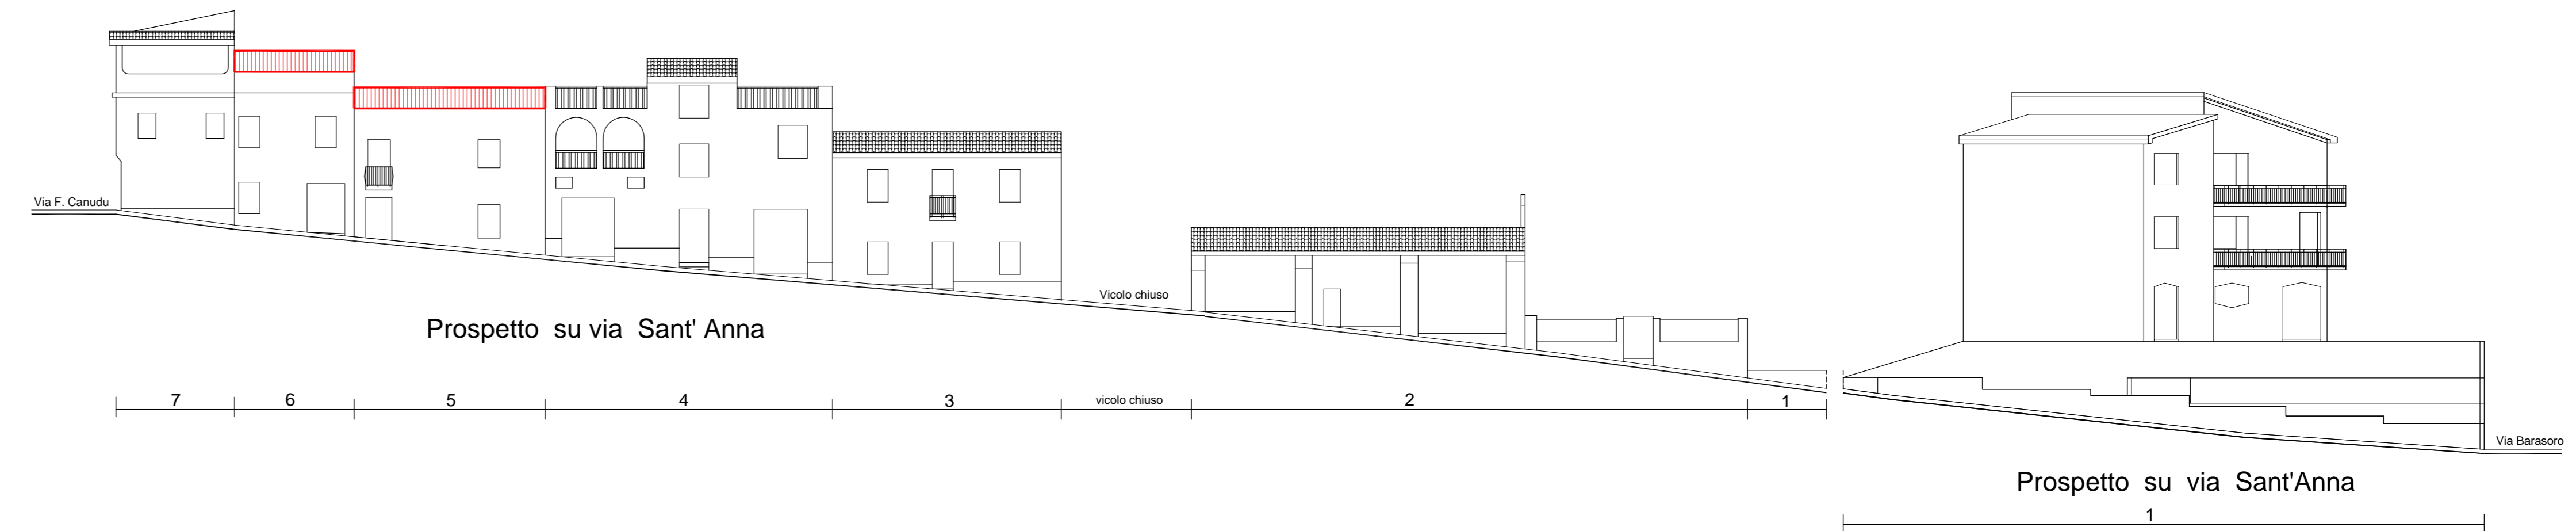 Via F. Canudu
Vicolo chiuso
Prospetto su via Sant' Anna
7 6 5 4 3 vicolo chiuso 2 1
Via Barasoro
Prospetto su via Sant'Anna
1